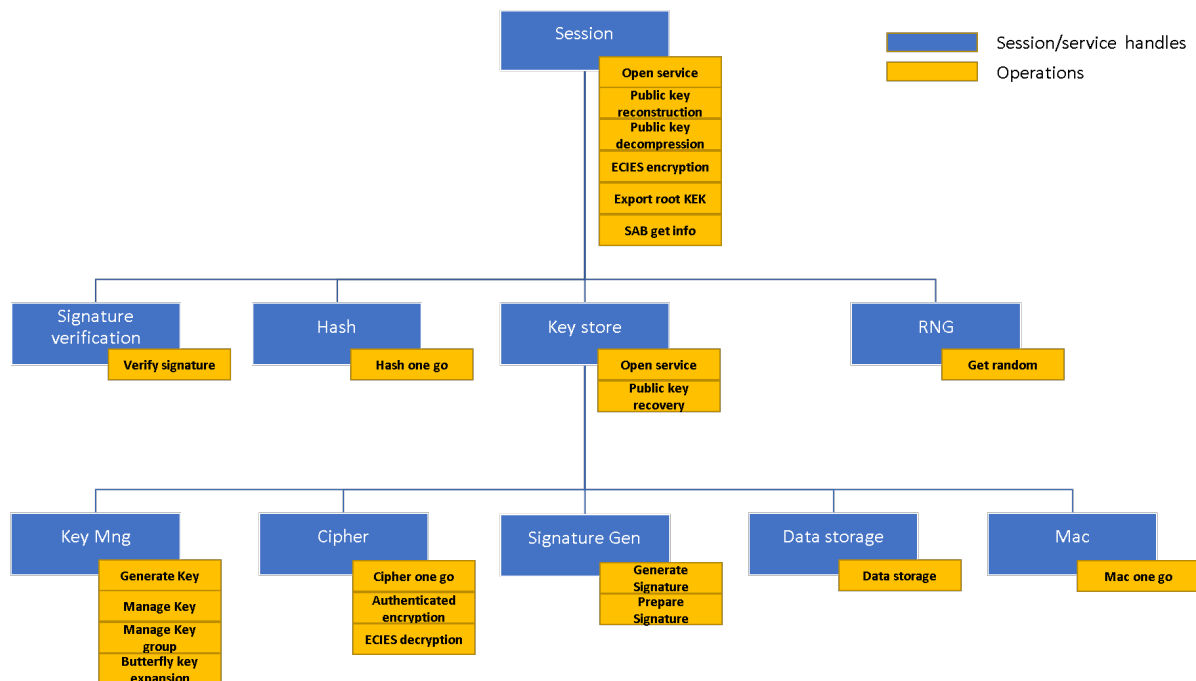 Session
Session/service handles
Operations
Open service
Public key
reconstruction
Public key
decompression
ECIES encryption
Export root KEK
SAB get info
Signature
verification
Verify signature
Hash
Hash one go
Key store
Open service
Public key
recovery
RNG
Get random
Key Mng
Generate Key
Manage Key
Manage Key
group
Butterfly key
expansion
Cipher
Cipher one go
Authenticated
encryption
ECIES decryption
Signature Gen
Generate
Signature
Prepare
Signature
Data storage
Data storage
Mac
Mac one go